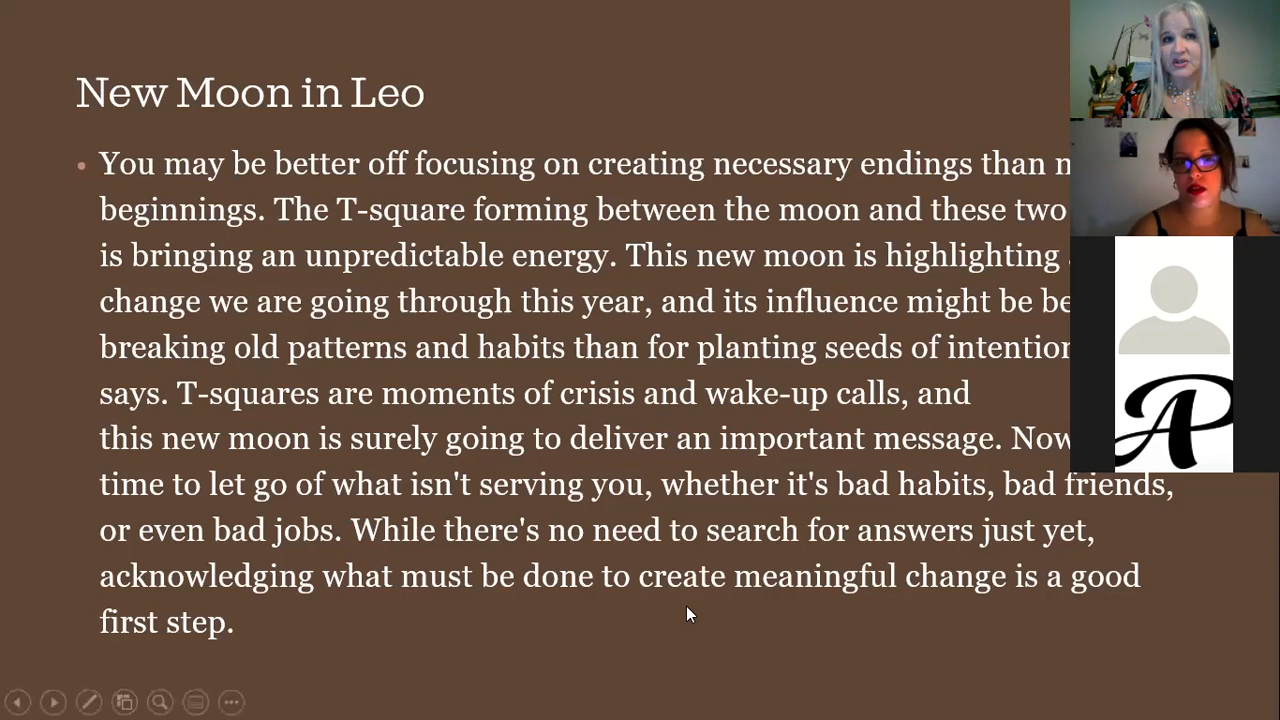 New Moon in Leo
You may be better off focusing on creating necessary endings than
beginnings. The T-square forming between the moon and these two
is bringing an unpredictable energy. This new moon is highlighting
change we are going through this year, and its influence might be
breaking old patterns and habits than for planting seeds of
says. T-squares are moments of crisis and wake-up calls, and
this new moon is surely going to deliver an important message. Now
time to let go of what isn't serving you, whether it's bad habits, bad friends,
or even bad jobs. While there's no need to search for answers just yet,
acknowledging what must be done to create meaningful change is a good
first step.